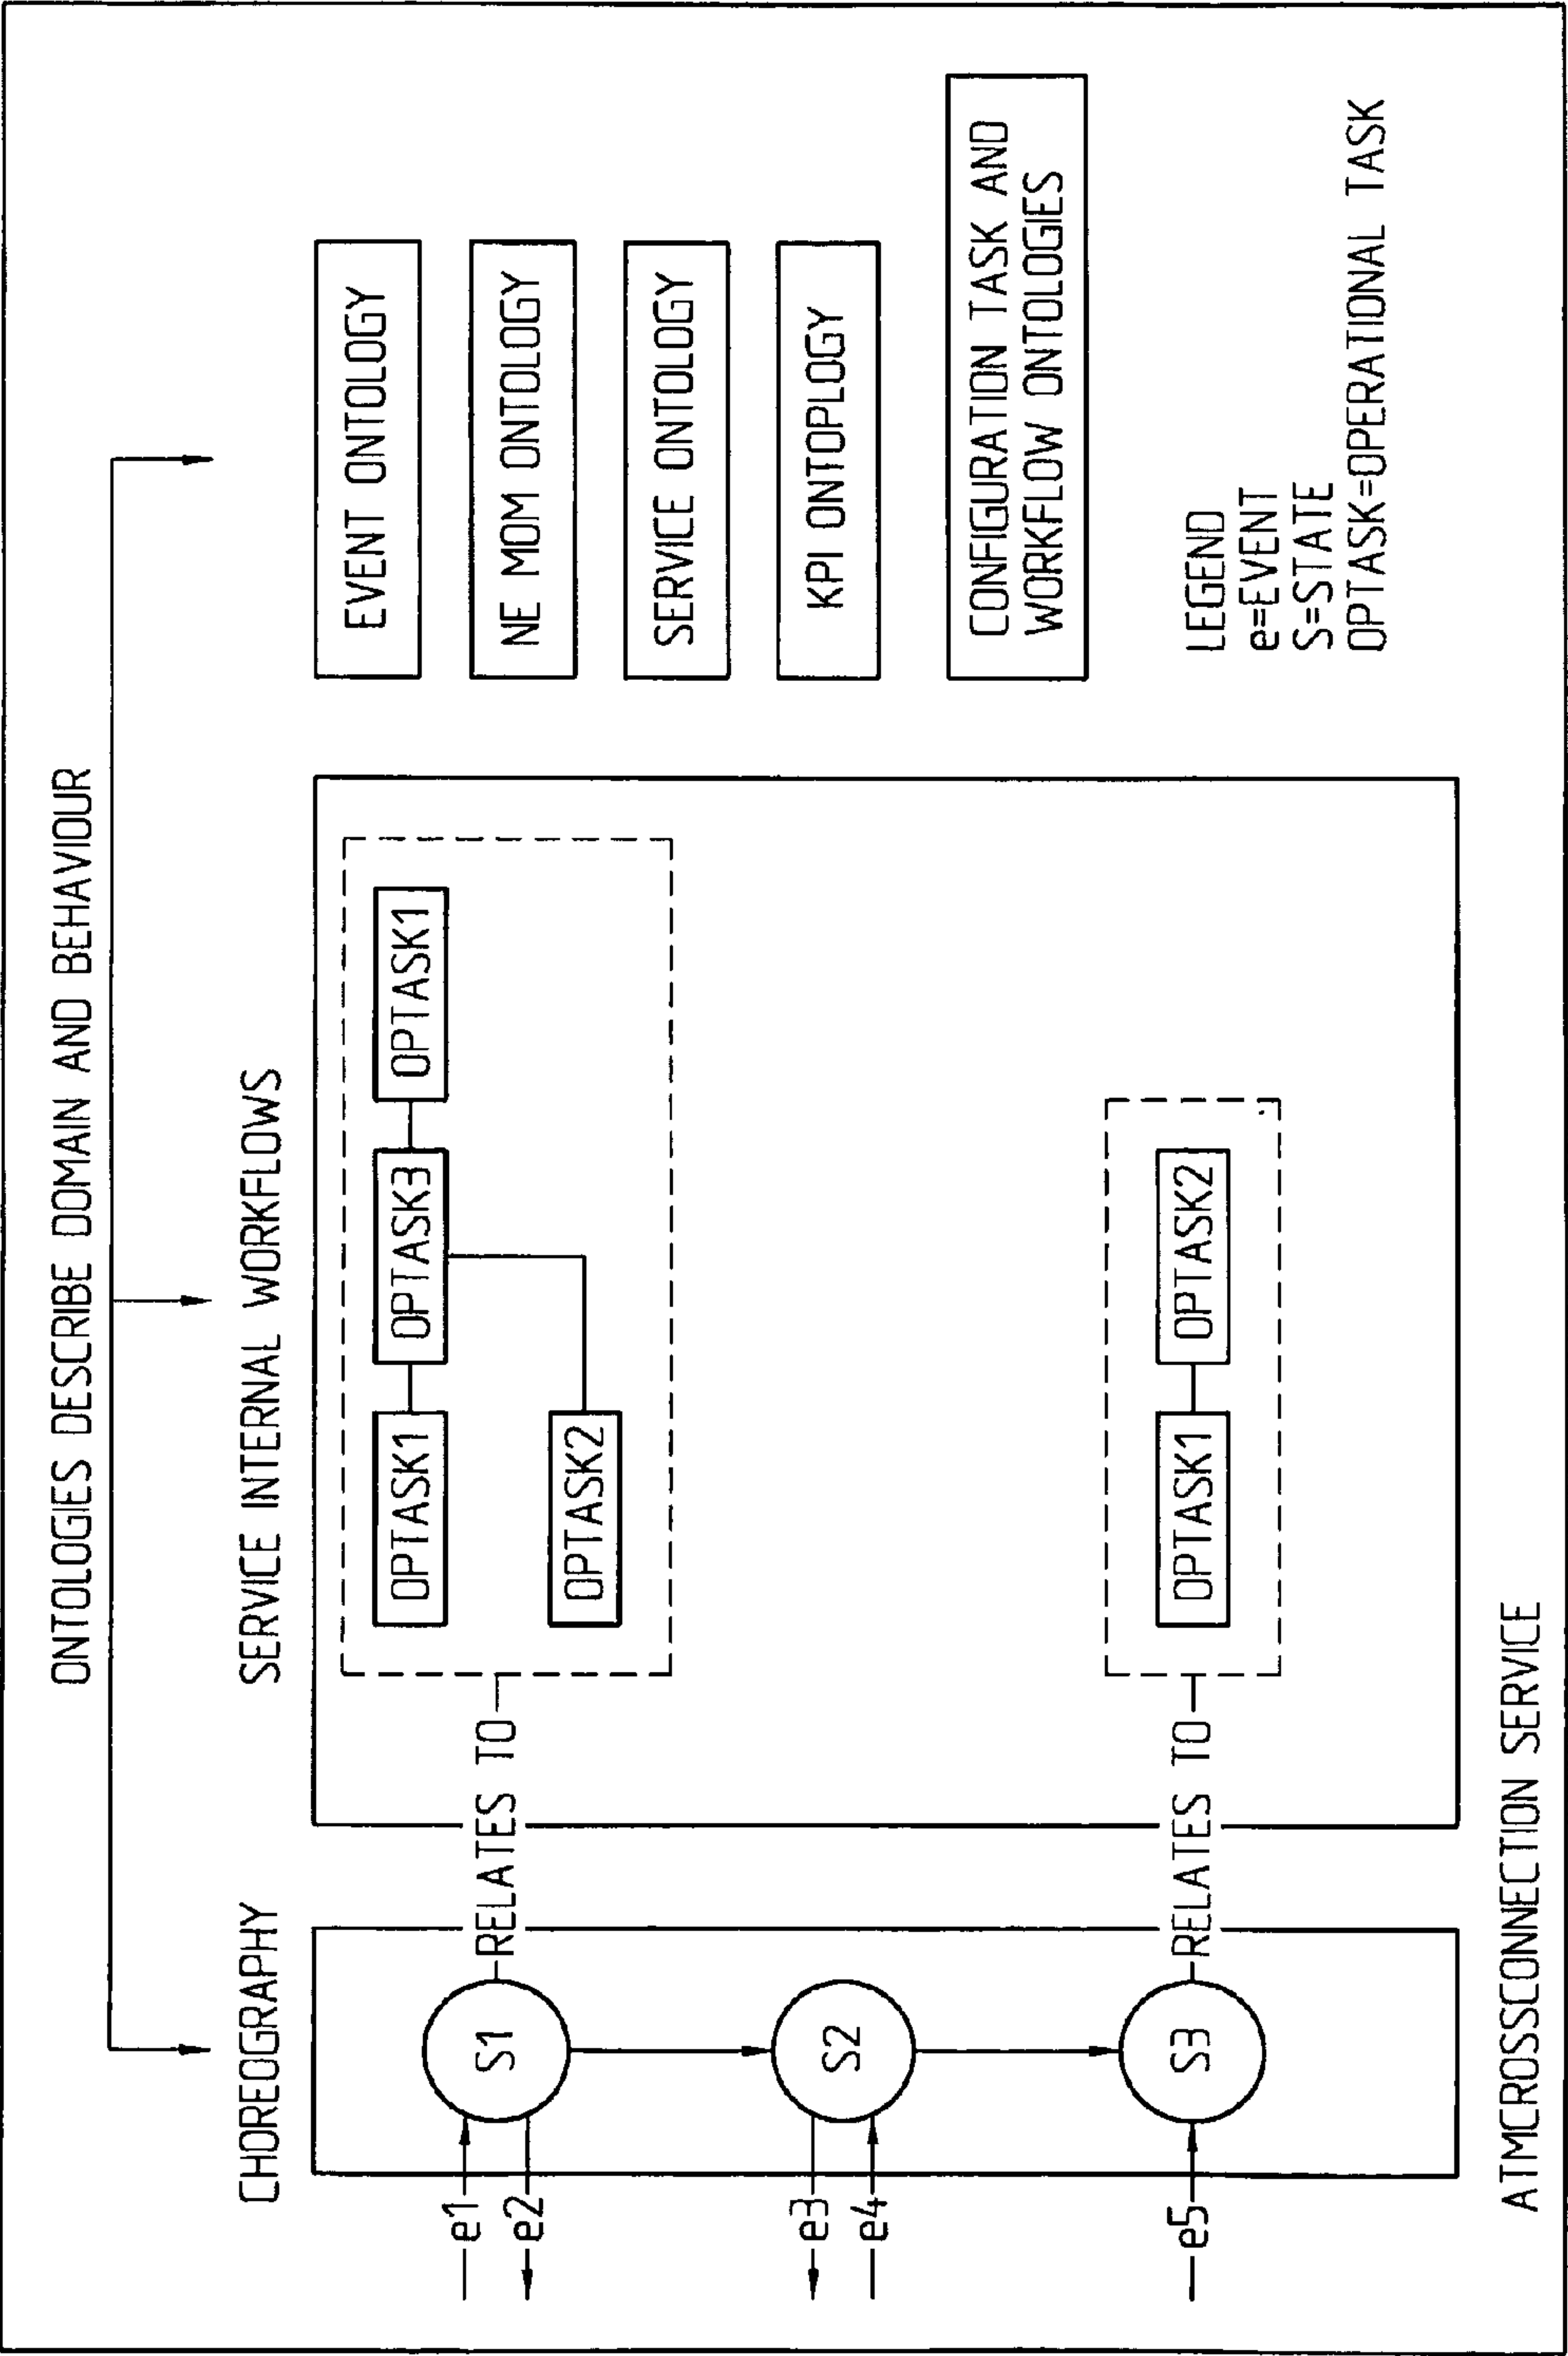 ONTOLOGIES DESCRIBE DOMAIN AND BEHAVIOUR
CHOREOGRAPHY
e1
e2
S1
e3
e4
S2
e5
S3
RELATES TO
RELATES TO
SERVICE INTERNAL WORKFLOWS
OPTASK1
OPTASK3
OPTASK1
OPTASK2
OPTASK1
OPTASK2
EVENT ONTOLOGY
NE MOM ONTOLOGY
SERVICE ONTOLOGY
KPI ONTOPLOGY
CONFIGURATION TASK AND
WORKFLOW ONTOLOGIES
LEGEND
e=EVENT
S=STATE
OPTASK=OPERATIONAL TASK
ATMCROSSCONNECTION SERVICE